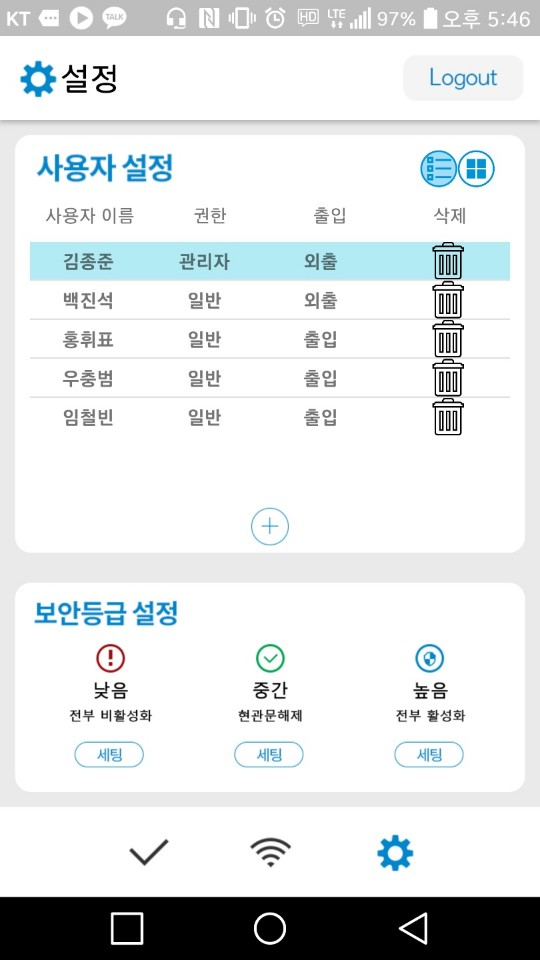 KT TALK HD LTE 97% 오후 5:46
설정 Logout
사용자 설정
사용자 이름 권한 출입 삭제
김종준 관리자 외출
백진석 일반 외출
홍휘표 일반 출입
우충범 일반 출입
임철빈 일반 출입
보안등급 설정
낮음 중간 높음
전부 비활성화 현관문해제 전부 활성화
세팅 세팅 세팅